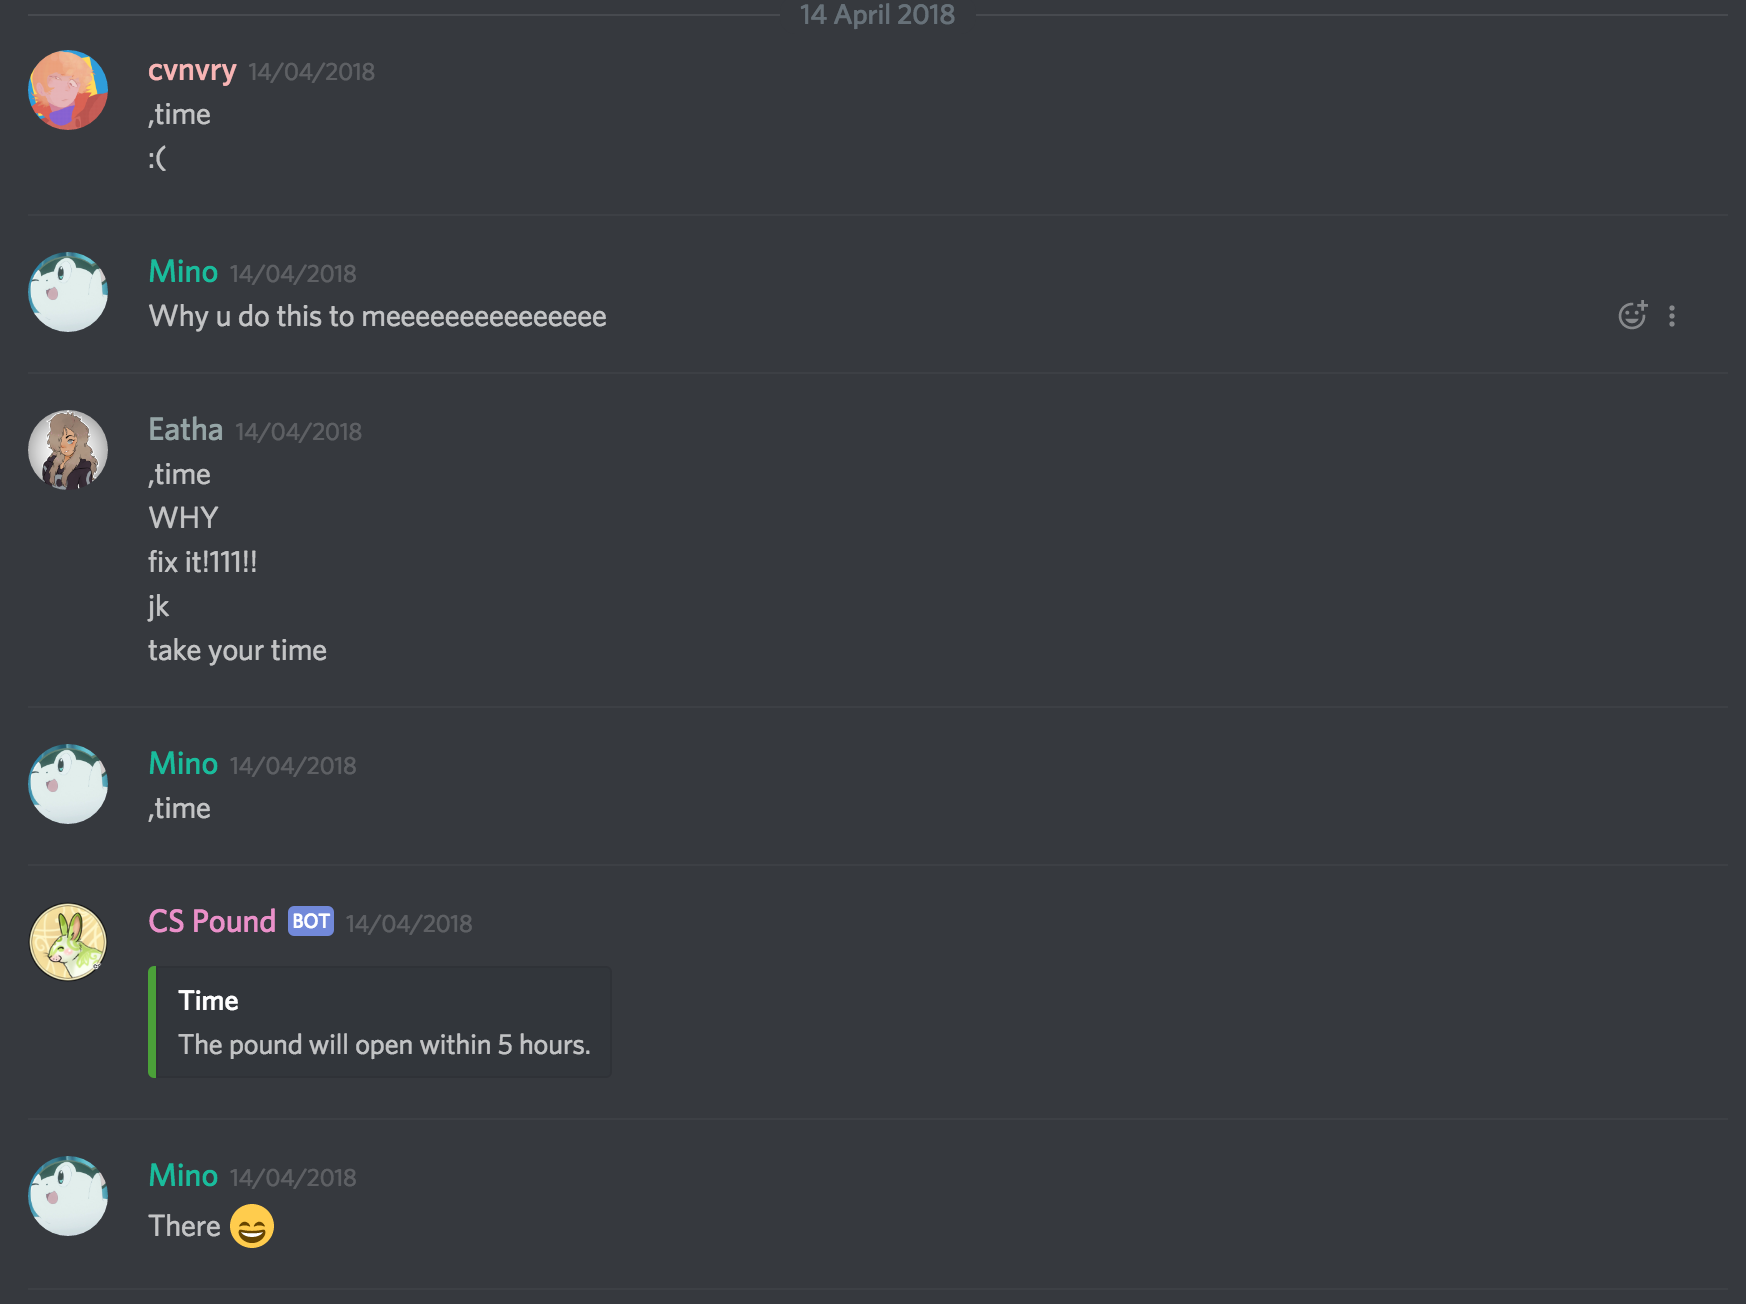 14 April 2018
cvnvry 14/04/2018
,time
:(
Mino 14/04/2018
Why u do this to meeeeeeeeeeeeeee
Eatha 14/04/2018
,time
WHY
fix it!111!!
jk
take your time
Mino 14/04/2018
,time
CS Pound BOT 14/04/2018
Time
The pound will open within 5 hours.
Mino 14/04/2018
There 😄